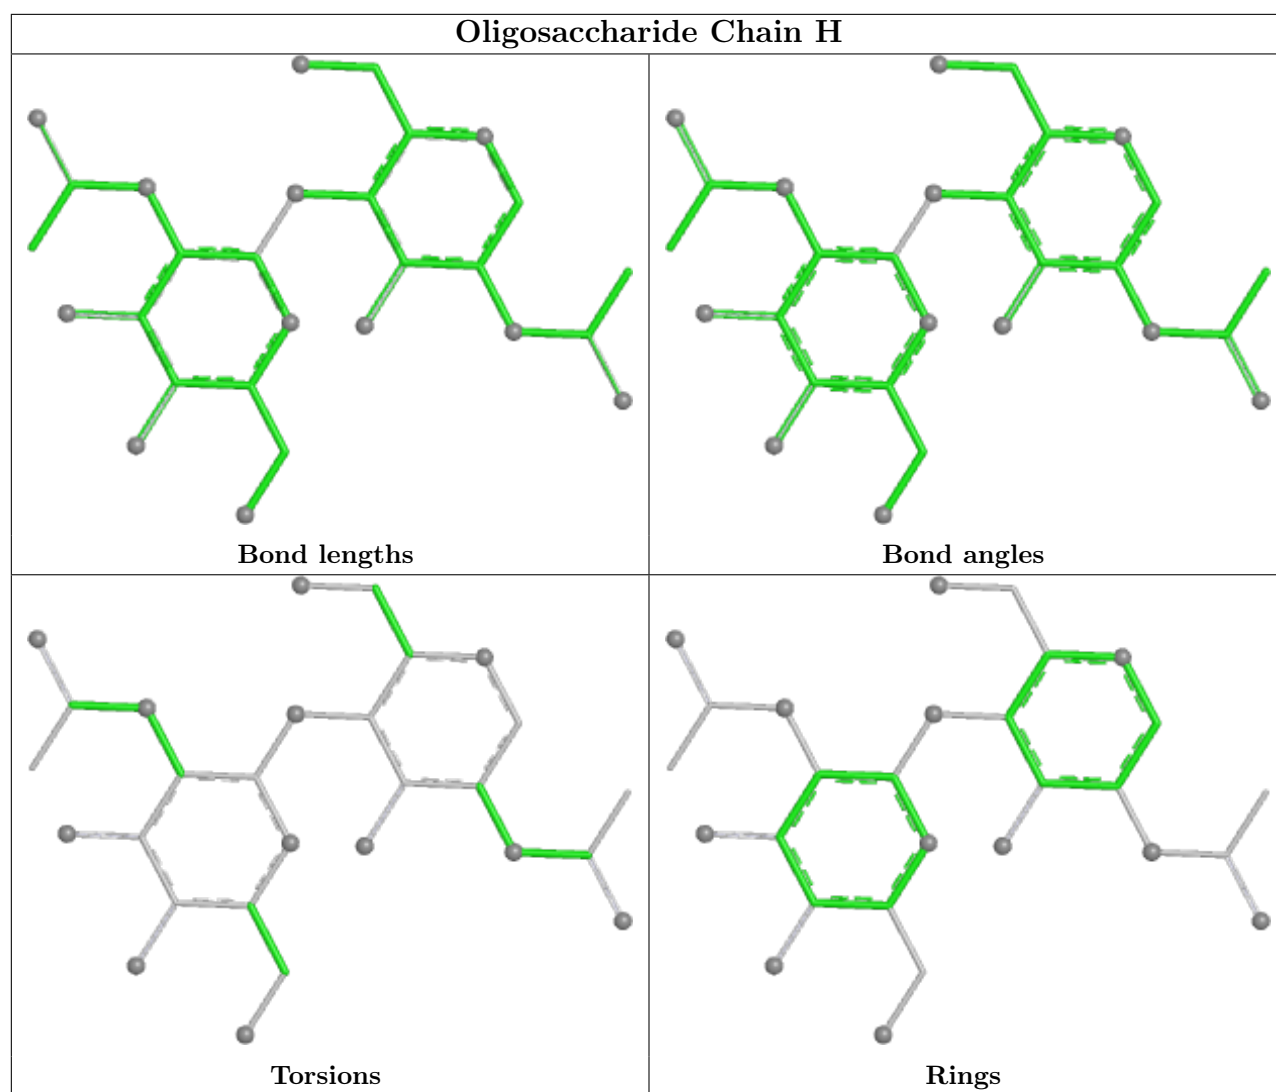 Oligosaccharide Chain H
Bond lengths
Bond angles
Torsions
Rings